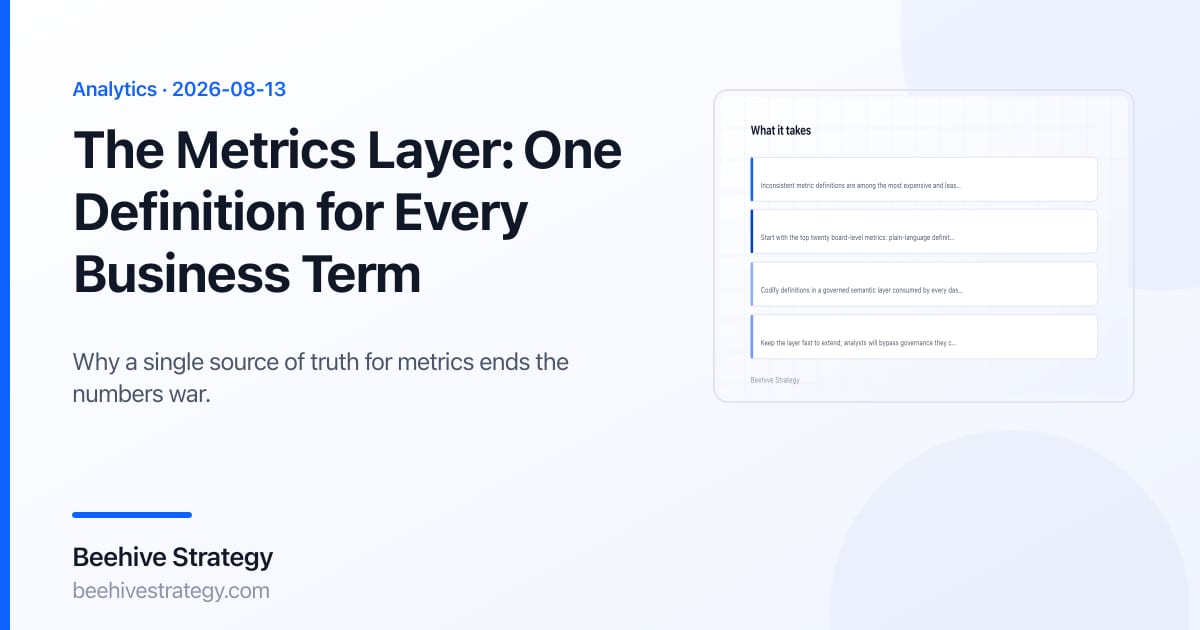 Analytics · 2026-08-13
The Metrics Layer: One
Definition for Every
Business Term
Why a single source of truth for metrics ends the
numbers war.
Beehive Strategy
beehivestrategy.com
What it takes
Inconsistent metric definitions are among the most expensive and leas...
Start with the top twenty board-level metrics: plain-language definit...
Codify definitions in a governed semantic layer consumed by every das...
Keep the layer fast to extend; analysts will bypass governance they c...
Beehive Strategy